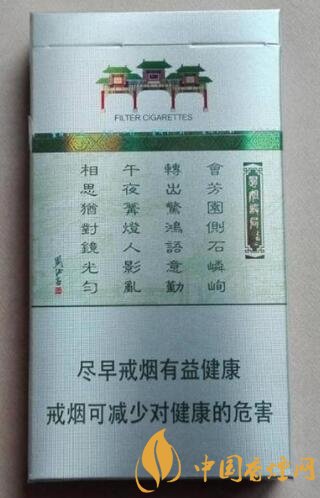 FILTER CIGARETTES
會芳園側石嶙峋
轉出驚鴻語意勤
午夜篝燈人影亂
相思猶對鏡光勻
尽早戒烟有益健康
戒烟可减少对健康的危害
中国香烟网